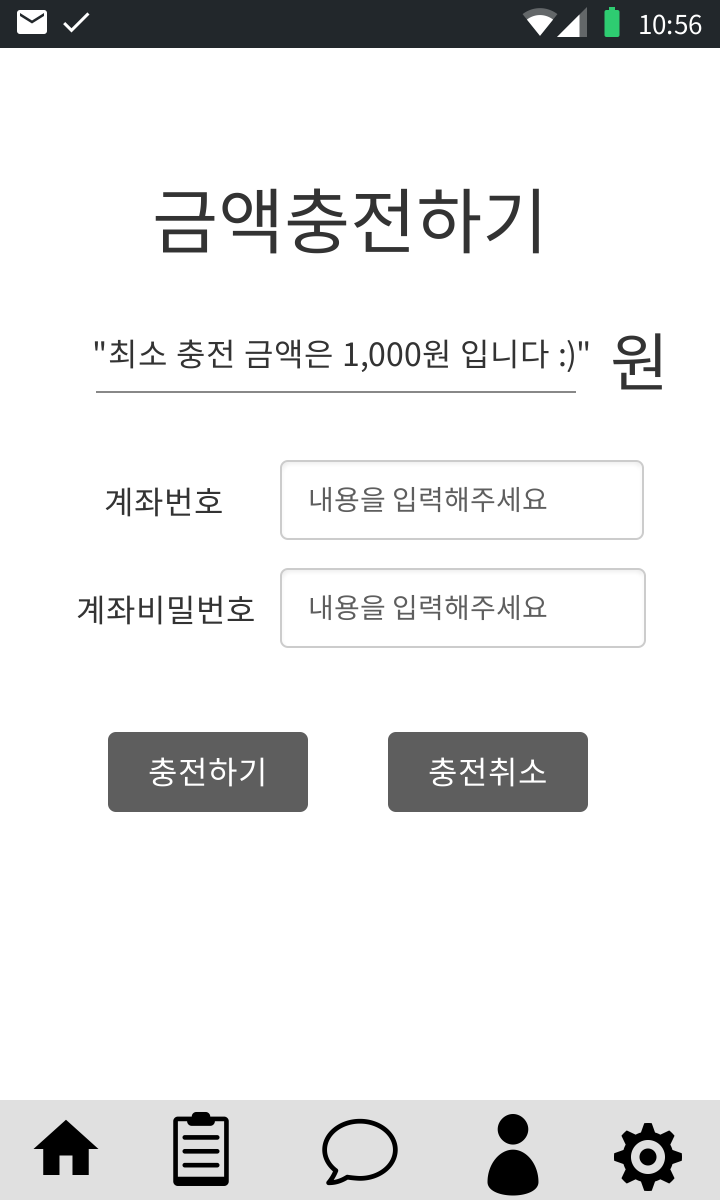 10:56
금액충전하기
"최소 충전 금액은 1,000원 입니다 :)" 원
계좌번호 내용을 입력해주세요
계좌비밀번호 내용을 입력해주세요
충전하기 충전취소